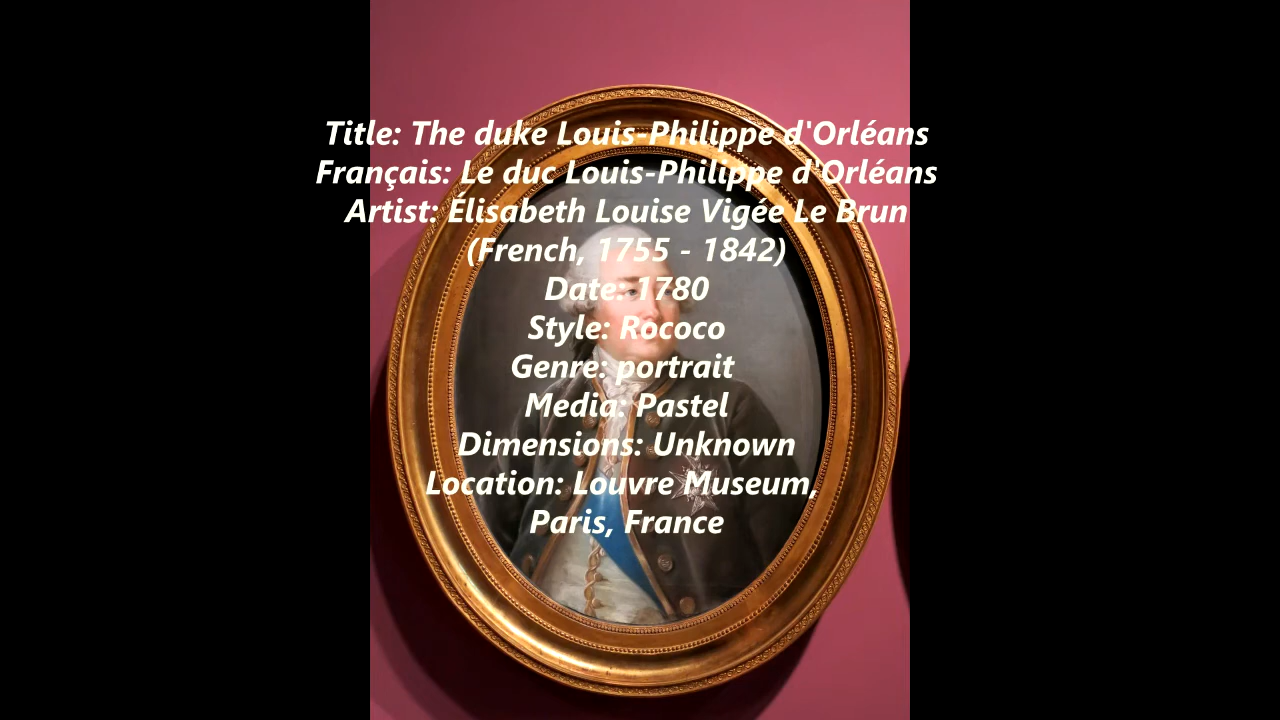 Title: The duke Louis-Philippe d'Orléans
Français: Le duc Louis-Philippe d'Orléans
Artist: Élisabeth Louise Vigée Le Brun
(French, 1755 - 1842)
Date: 1780
Style: Rococo
Genre: portrait
Media: Pastel
Dimensions: Unknown
Location: Louvre Museum,
Paris, France